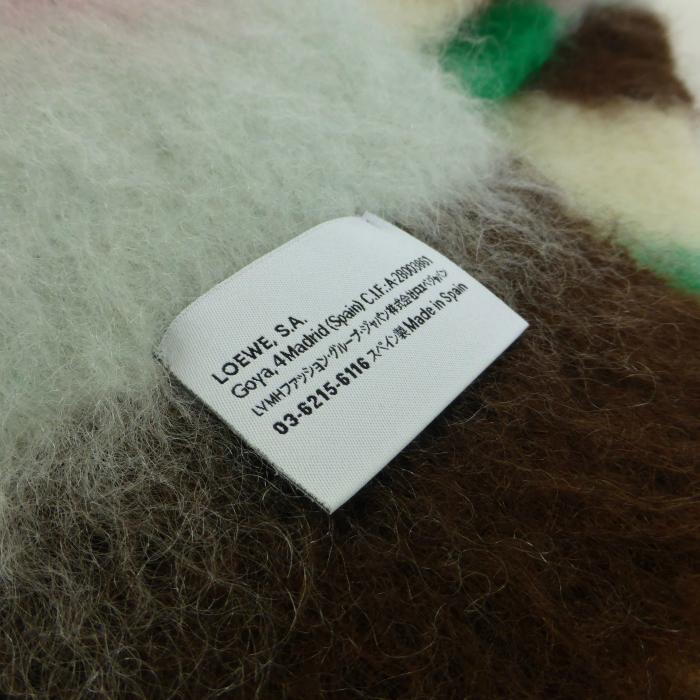 LOEWE, S.A.
Goya, 4 Madrid (Spain) C.I.F.: A-28003861
LVMHファッション・グループ・ジャパン株式会社ロエベジャパン
03-6215-6116 スペイン製 Made in Spain